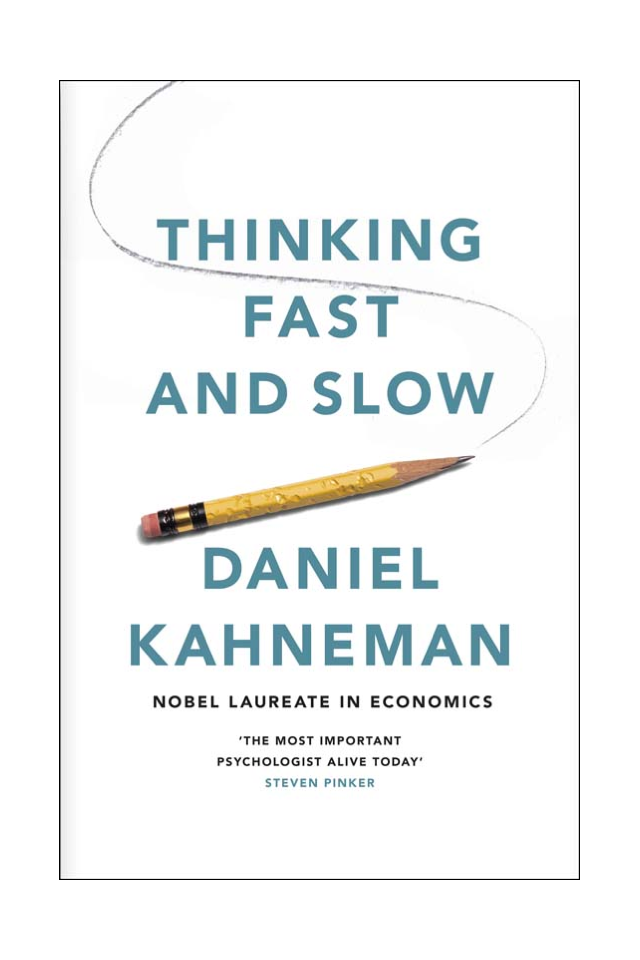 THINKING
FAST
AND SLOW
DANIEL
KAHNEMAN
NOBEL LAUREATE IN ECONOMICS
‘THE MOST IMPORTANT
PSYCHOLOGIST ALIVE TODAY’
STEVEN PINKER